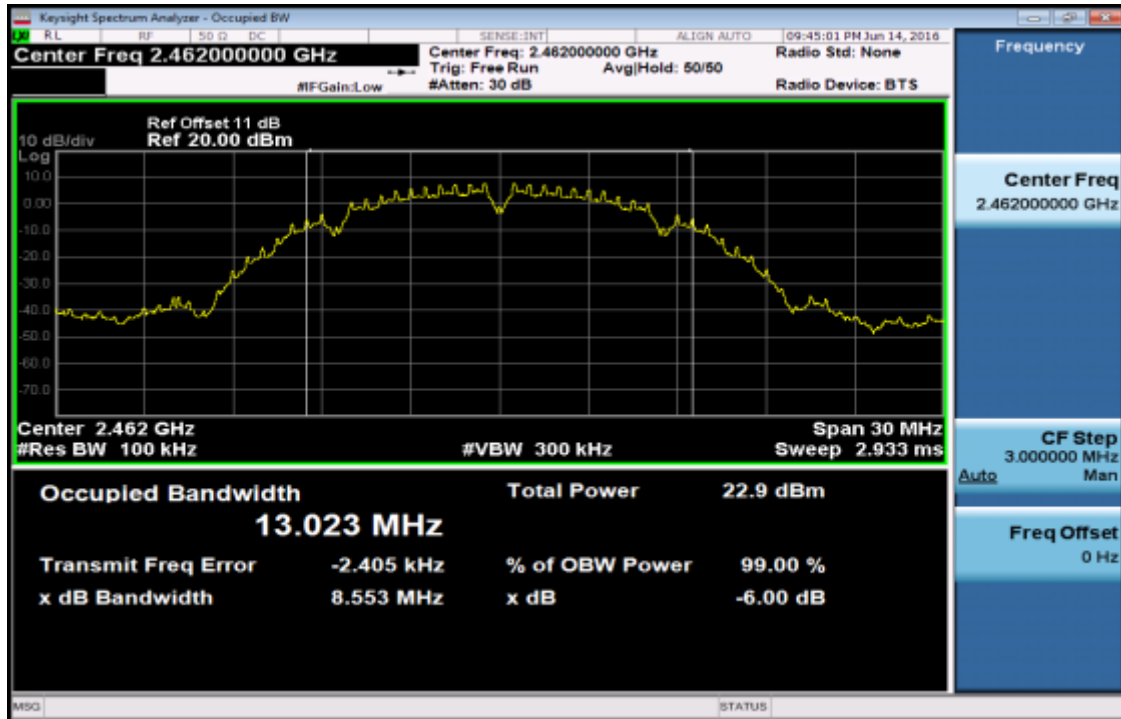 Keysight Spectrum Analyzer - Occupied BW
LXI RL RF 50 Ω DC SENSE:INT ALIGN AUTO 09:45:01 PM Jun 14, 2016
Center Freq 2.462000000 GHz
Center Freq: 2.462000000 GHz Radio Std: None
Trig: Free Run Avg|Hold: 50/50
#IFGain:Low #Atten: 30 dB Radio Device: BTS
Ref Offset 11 dB
10 dB/div Ref 20.00 dBm
Log
10.0
0.00
-10.0
-20.0
-30.0
-40.0
-50.0
-60.0
-70.0
Center 2.462 GHz Span 30 MHz
#Res BW 100 kHz #VBW 300 kHz Sweep 2.933 ms
Occupied Bandwidth Total Power 22.9 dBm
13.023 MHz
Transmit Freq Error -2.405 kHz % of OBW Power 99.00 %
x dB Bandwidth 8.553 MHz x dB -6.00 dB
MSG STATUS
Frequency
Center Freq
2.462000000 GHz
CF Step
3.000000 MHz
Auto Man
Freq Offset
0 Hz